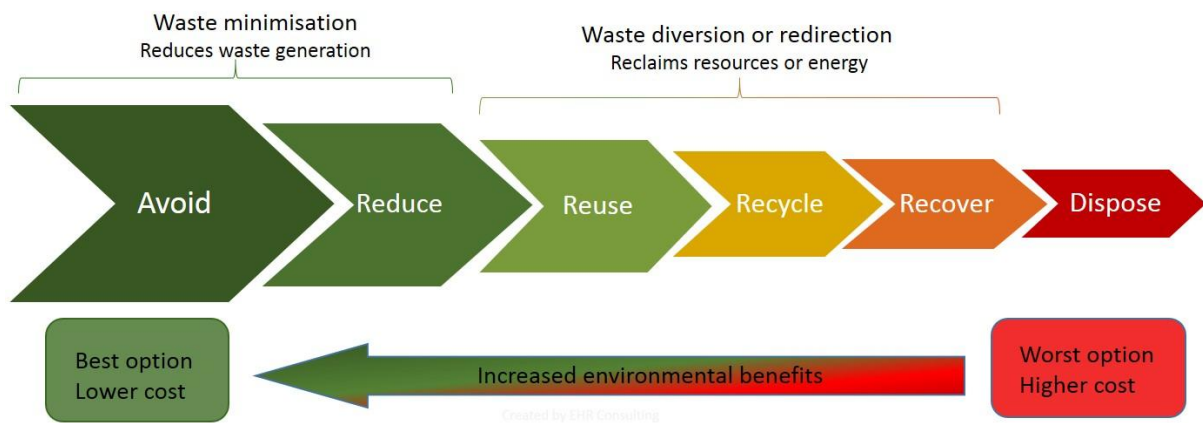 Waste minimisation
Reduces waste generation
Waste diversion or redirection
Reclaims resources or energy
Avoid
Reduce
Reuse
Recycle
Recover
Dispose
Best option
Lower cost
Increased environmental benefits
Worst option
Higher cost
Created by EHR Consulting